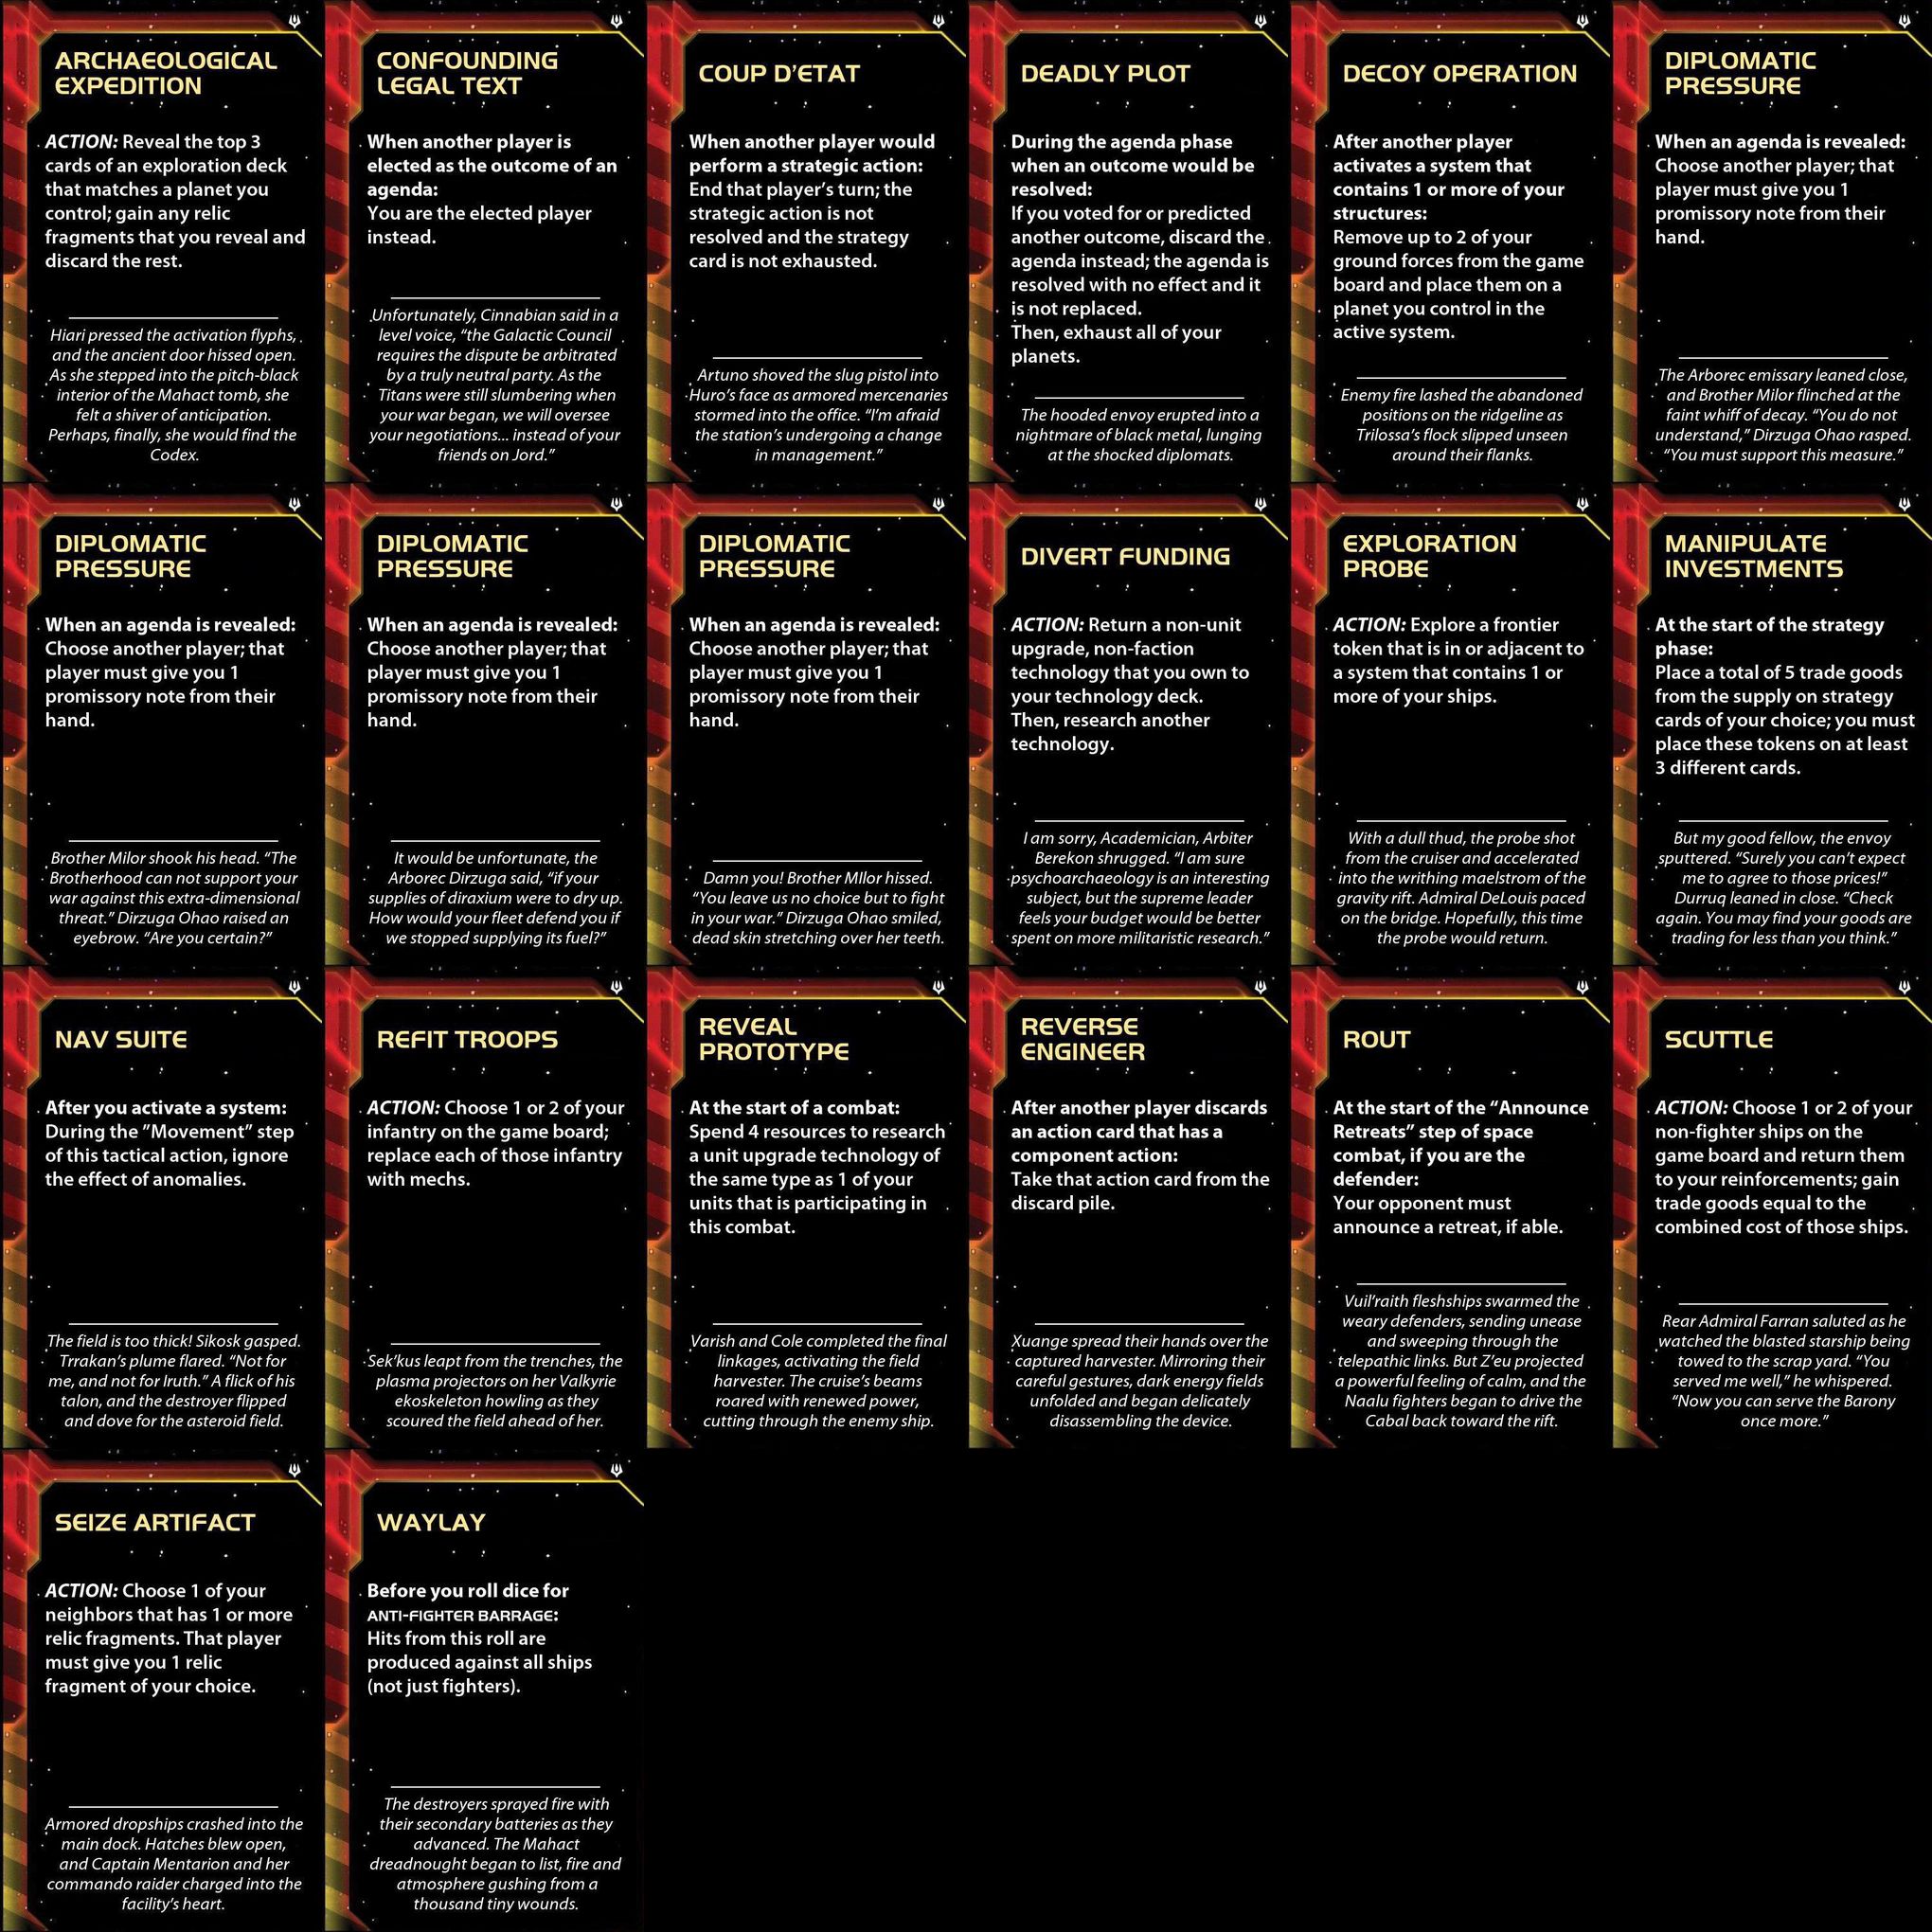 ARCHAEOLOGICAL
EXPEDITION
ACTION: Reveal the top 3
cards of an exploration deck
that matches a planet you
control; gain any relic
fragments that you reveal and
discard the rest.
Hiari pressed the activation flyphs,
and the ancient door hissed open.
As she stepped into the pitch-black
interior of the Mahact tomb, she
felt a shiver of anticipation.
Perhaps, finally, she would find the
Codex.
CONFOUNDING
LEGAL TEXT
When another player is
elected as the outcome of an
agenda:
You are the elected player
instead.
Unfortunately, Cinnabian said in a
level voice, “the Galactic Council
requires the dispute be arbitrated
by a truly neutral party. As the
Titans were still slumbering when
your war began, we will oversee
your negotiations... instead of your
friends on Jord.”
COUP D’ETAT
When another player would
perform a strategic action:
End that player’s turn; the
strategic action is not
resolved and the strategy
card is not exhausted.
Artuno shoved the slug pistol into
Huro’s face as armored mercenaries
stormed into the office. “I’m afraid
the station’s undergoing a change
in management.”
DEADLY PLOT
During the agenda phase
when an outcome would be
resolved:
If you voted for or predicted
another outcome, discard the
agenda instead; the agenda is
resolved with no effect and it
is not replaced.
Then, exhaust all of your
planets.
The hooded envoy erupted into a
nightmare of black metal, lunging
at the shocked diplomats.
DECOY OPERATION
After another player
activates a system that
contains 1 or more of your
structures:
Remove up to 2 of your
ground forces from the game
board and place them on a
planet you control in the
active system.
Enemy fire lashed the abandoned
positions on the ridgeline as
Trilossa’s flock slipped unseen
around their flanks.
DIPLOMATIC
PRESSURE
When an agenda is revealed:
Choose another player; that
player must give you 1
promissory note from their
hand.
The Arborec emissary leaned close,
and Brother Milor flinched at the
faint whiff of decay. “You do not
understand,” Dirzuga Ohao rasped.
“You must support this measure.”
DIPLOMATIC
PRESSURE
When an agenda is revealed:
Choose another player; that
player must give you 1
promissory note from their
hand.
Brother Milor shook his head. “The
Brotherhood can not support your
war against this extra-dimensional
threat.” Dirzuga Ohao raised an
eyebrow. “Are you certain?”
DIPLOMATIC
PRESSURE
When an agenda is revealed:
Choose another player; that
player must give you 1
promissory note from their
hand.
It would be unfortunate, the
Arborec Dirzuga said, “if your
supplies of diraxium were to dry up.
How would your fleet defend you if
we stopped supplying its fuel?”
DIPLOMATIC
PRESSURE
When an agenda is revealed:
Choose another player; that
player must give you 1
promissory note from their
hand.
Damn you! Brother MIlor hissed.
“You leave us no choice but to fight
in your war.” Dirzuga Ohao smiled,
dead skin stretching over her teeth.
DIVERT FUNDING
ACTION: Return a non-unit
upgrade, non-faction
technology that you own to
your technology deck.
Then, research another
technology.
I am sorry, Academician, Arbiter
Berekon shrugged. “I am sure
psychoarchaeology is an interesting
subject, but the supreme leader
feels your budget would be better
spent on more militaristic research.”
EXPLORATION
PROBE
ACTION: Explore a frontier
token that is in or adjacent to
a system that contains 1 or
more of your ships.
With a dull thud, the probe shot
from the cruiser and accelerated
into the writhing maelstrom of the
gravity rift. Admiral DeLouis paced
on the bridge. Hopefully, this time
the probe would return.
MANIPULATE
INVESTMENTS
At the start of the strategy
phase:
Place a total of 5 trade goods
from the supply on strategy
cards of your choice; you must
place these tokens on at least
3 different cards.
But my good fellow, the envoy
sputtered. “Surely you can’t expect
me to agree to those prices!”
Durruq leaned in close. “Check
again. You may find your goods are
trading for less than you think.”
NAV SUITE
After you activate a system:
During the ”Movement” step
of this tactical action, ignore
the effect of anomalies.
The field is too thick! Sikosk gasped.
Trrakan’s plume flared. “Not for
me, and not for Iruth.” A flick of his
talon, and the destroyer flipped
and dove for the asteroid field.
REFIT TROOPS
ACTION: Choose 1 or 2 of your
infantry on the game board;
replace each of those infantry
with mechs.
Sek’kus leapt from the trenches, the
plasma projectors on her Valkyrie
ekoskeleton howling as they
scoured the field ahead of her.
REVEAL
PROTOTYPE
At the start of a combat:
Spend 4 resources to research
a unit upgrade technology of
the same type as 1 of your
units that is participating in
this combat.
Varish and Cole completed the final
linkages, activating the field
harvester. The cruise’s beams
roared with renewed power,
cutting through the enemy ship.
REVERSE
ENGINEER
After another player discards
an action card that has a
component action:
Take that action card from the
discard pile.
Xuange spread their hands over the
captured harvester. Mirroring their
careful gestures, dark energy fields
unfolded and began delicately
disassembling the device.
ROUT
At the start of the “Announce
Retreats” step of space
combat, if you are the
defender:
Your opponent must
announce a retreat, if able.
Vuil’raith fleshships swarmed the
weary defenders, sending unease
and sweeping through the
telepathic links. But Z’eu projected
a powerful feeling of calm, and the
Naalu fighters began to drive the
Cabal back toward the rift.
SCUTTLE
ACTION: Choose 1 or 2 of your
non-fighter ships on the
game board and return them
to your reinforcements; gain
trade goods equal to the
combined cost of those ships.
Rear Admiral Farran saluted as he
watched the blasted starship being
towed to the scrap yard. “You
served me well,” he whispered.
“Now you can serve the Barony
once more.”
SEIZE ARTIFACT
ACTION: Choose 1 of your
neighbors that has 1 or more
relic fragments. That player
must give you 1 relic
fragment of your choice.
Armored dropships crashed into the
main dock. Hatches blew open,
and Captain Mentarion and her
commando raider charged into the
facility’s heart.
WAYLAY
Before you roll dice for
ANTI-FIGHTER BARRAGE:
Hits from this roll are
produced against all ships
(not just fighters).
The destroyers sprayed fire with
their secondary batteries as they
advanced. The Mahact
dreadnought began to list, fire and
atmosphere gushing from a
thousand tiny wounds.